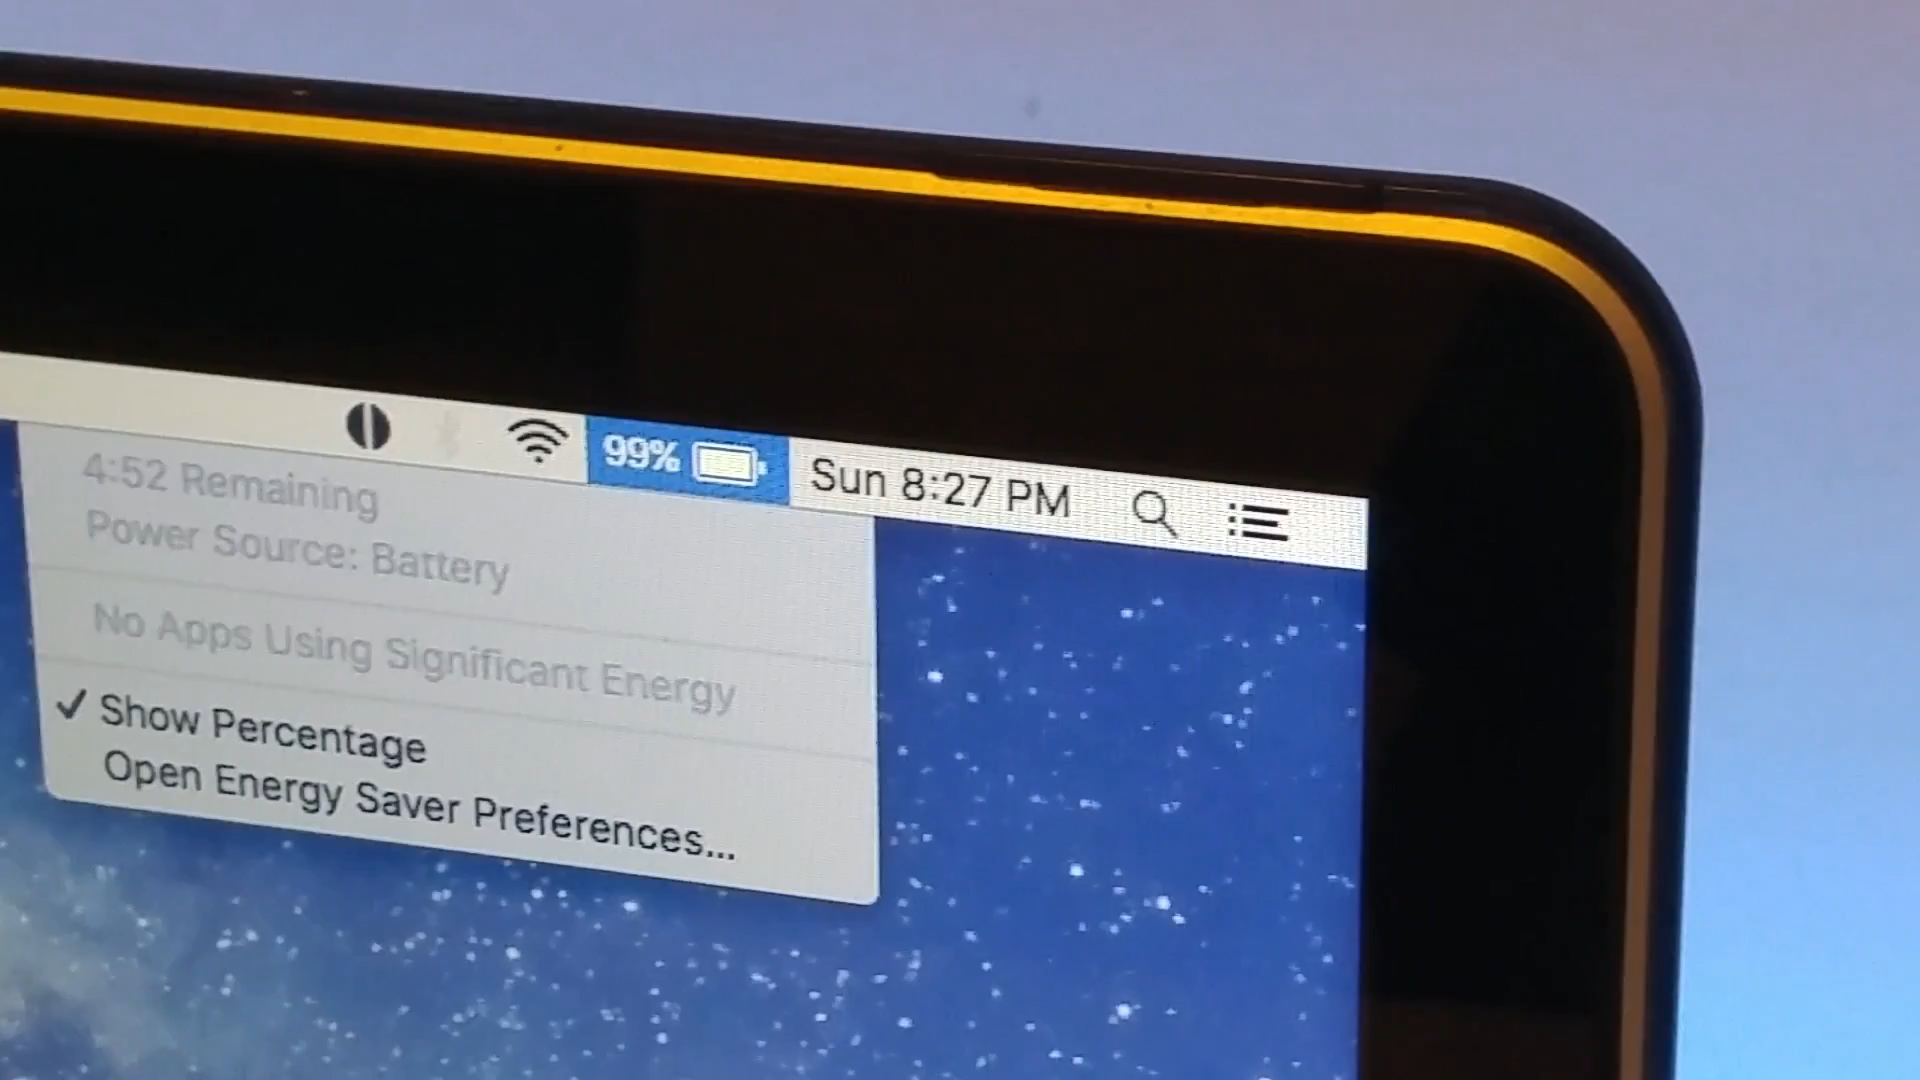 99% Sun 8:27 PM
4:52 Remaining
Power Source: Battery
No Apps Using Significant Energy
✓ Show Percentage
Open Energy Saver Preferences...